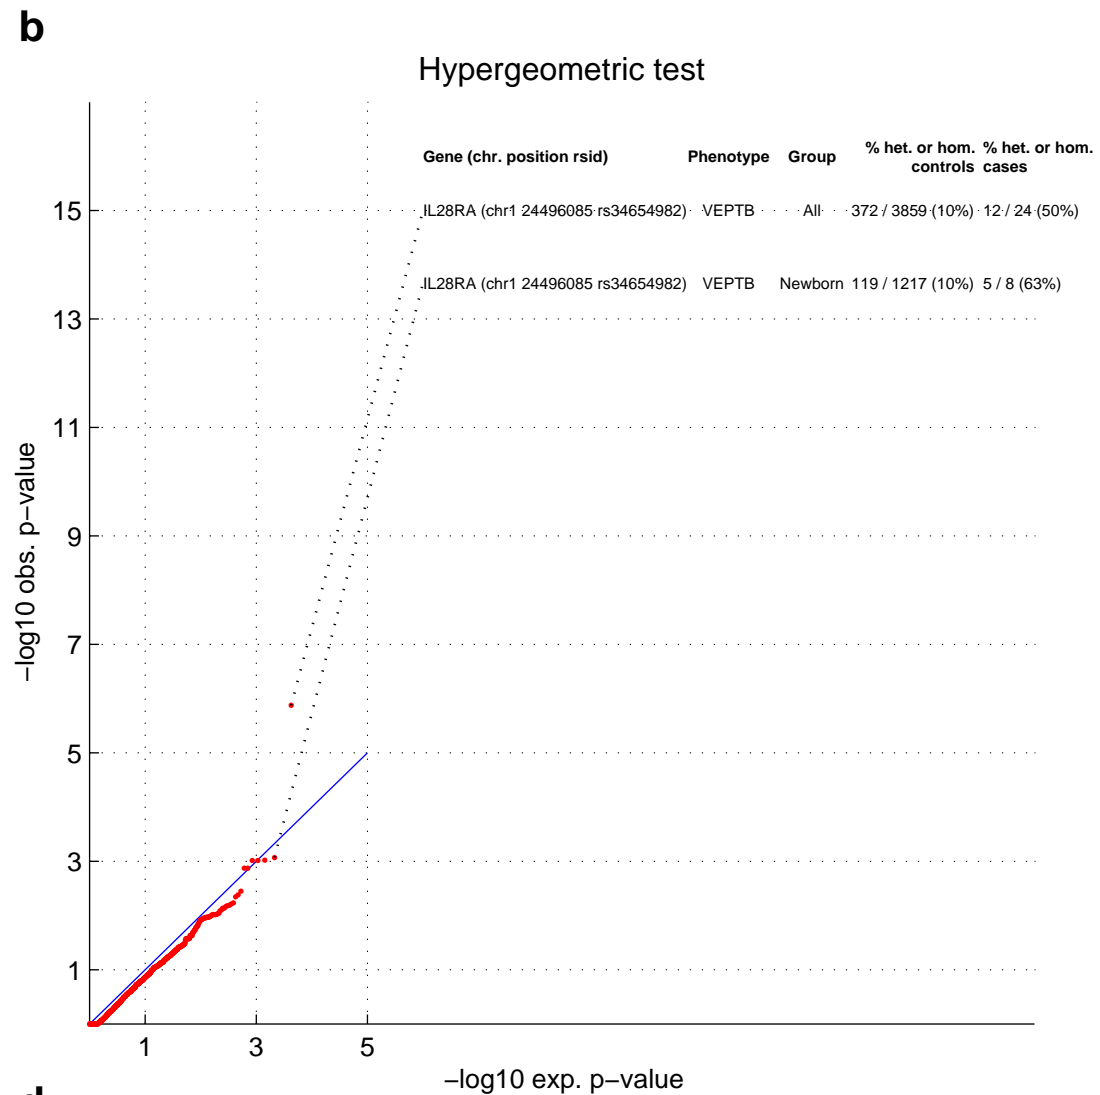 b
Hypergeometric test
Gene (chr. position rsid) Phenotype Group % het. or hom. controls % het. or hom. cases
15 IL28RA (chr1 24496085 rs34654982) VEPTB All 372 / 3859 (10%) 12 / 24 (50%)
IL28RA (chr1 24496085 rs34654982) VEPTB Newborn 119 / 1217 (10%) 5 / 8 (63%)
13
11
9
7
5
3
1
−log10 obs. p−value
1 3 5
−log10 exp. p−value